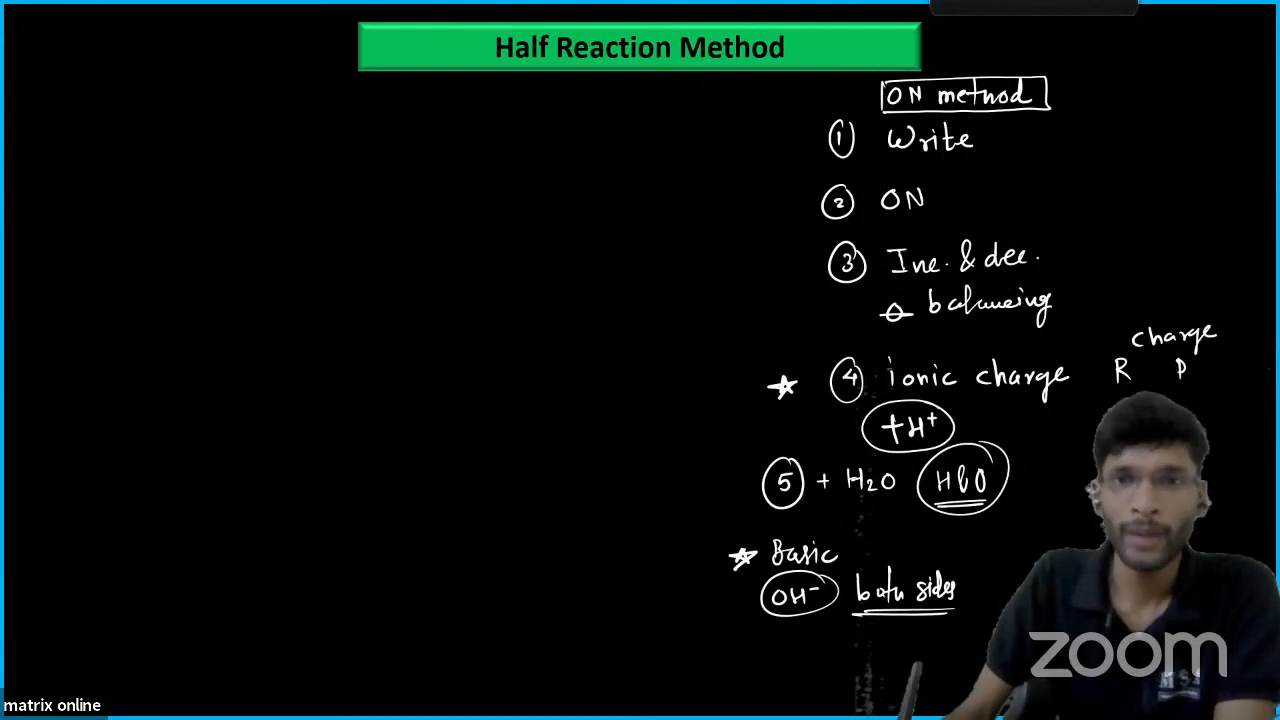 Half Reaction Method
ON method
1 Write
2 ON
3 Inc. & dec.
balancing
charge
4 ionic charge R P
+H+
5 + H2O H&O
Basic
OH- both sides
zoom
matrix online